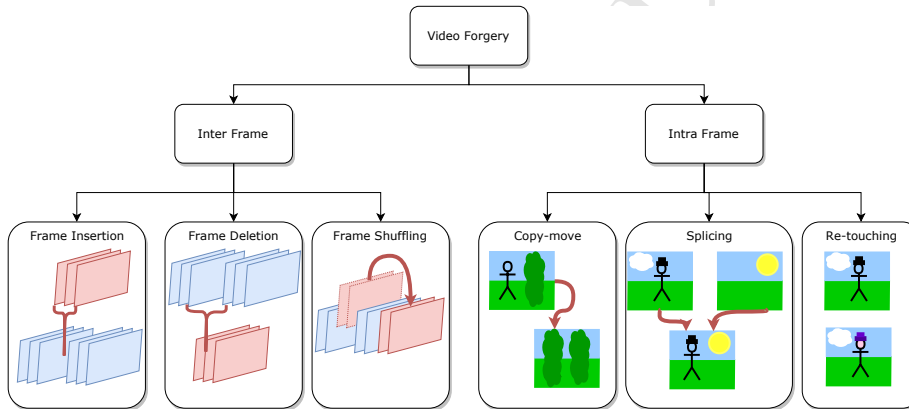 Video Forgery
Inter Frame
Intra Frame
Frame Insertion
Frame Deletion
Frame Shuffling
Copy-move
Splicing
Re-touching